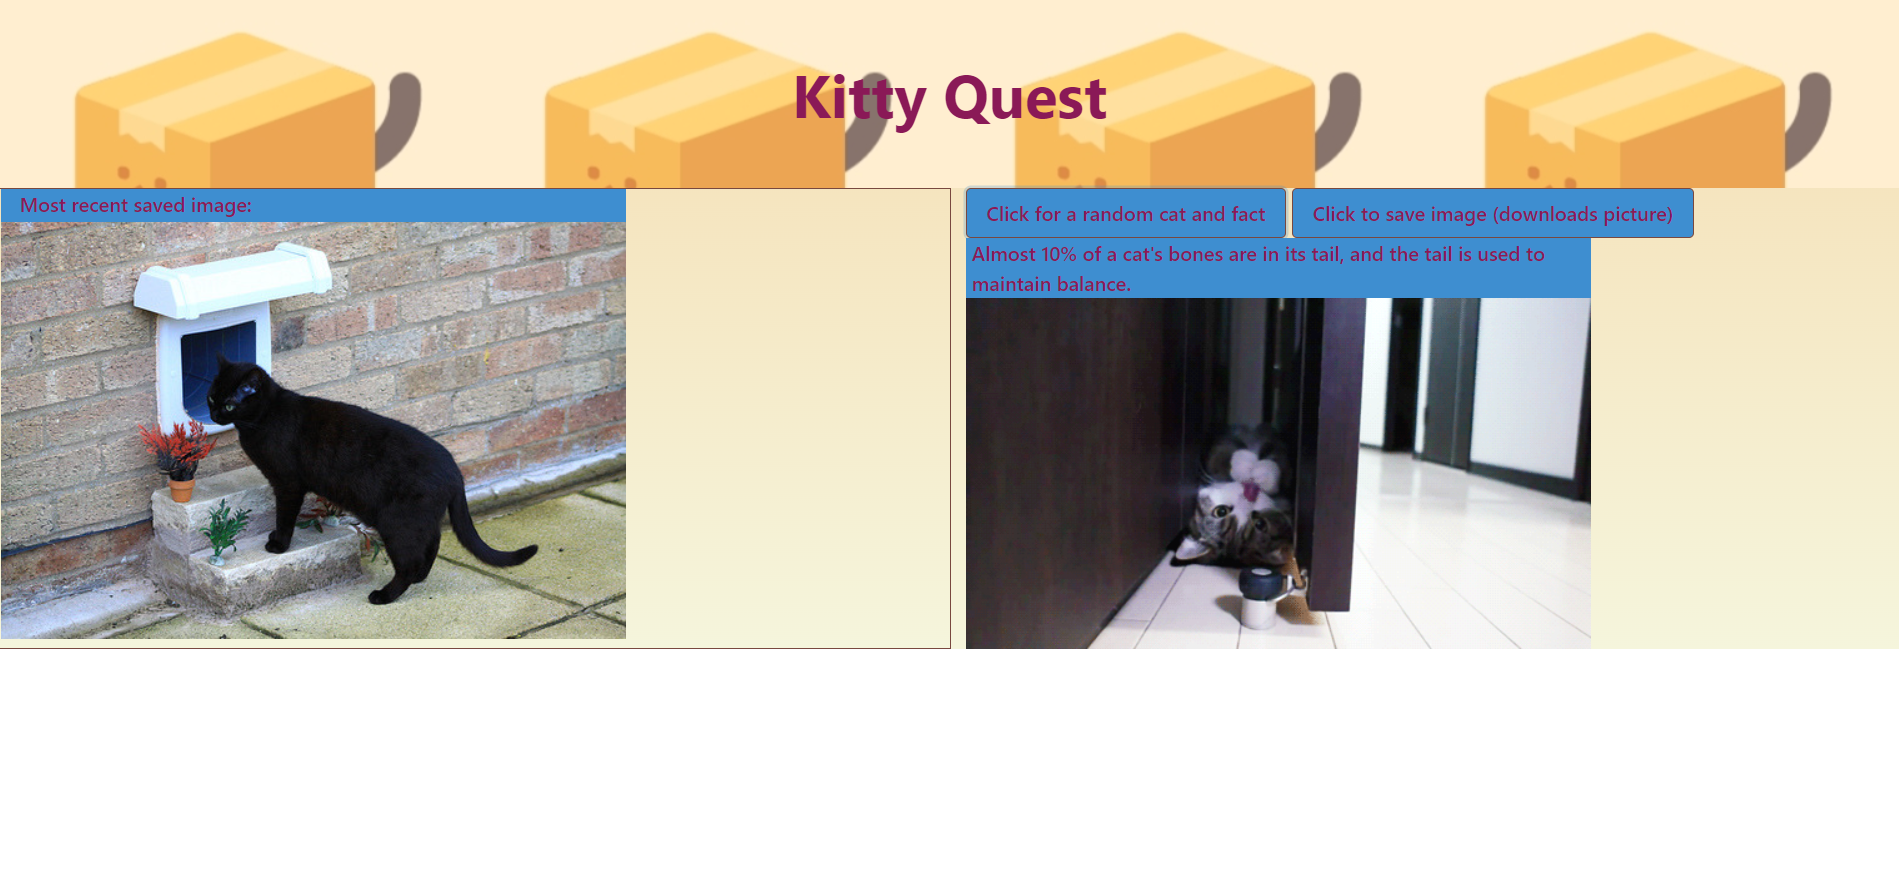 Kitty Quest
Most recent saved image:
Click for a random cat and fact
Click to save image (downloads picture)
Almost 10% of a cat's bones are in its tail, and the tail is used to
maintain balance.